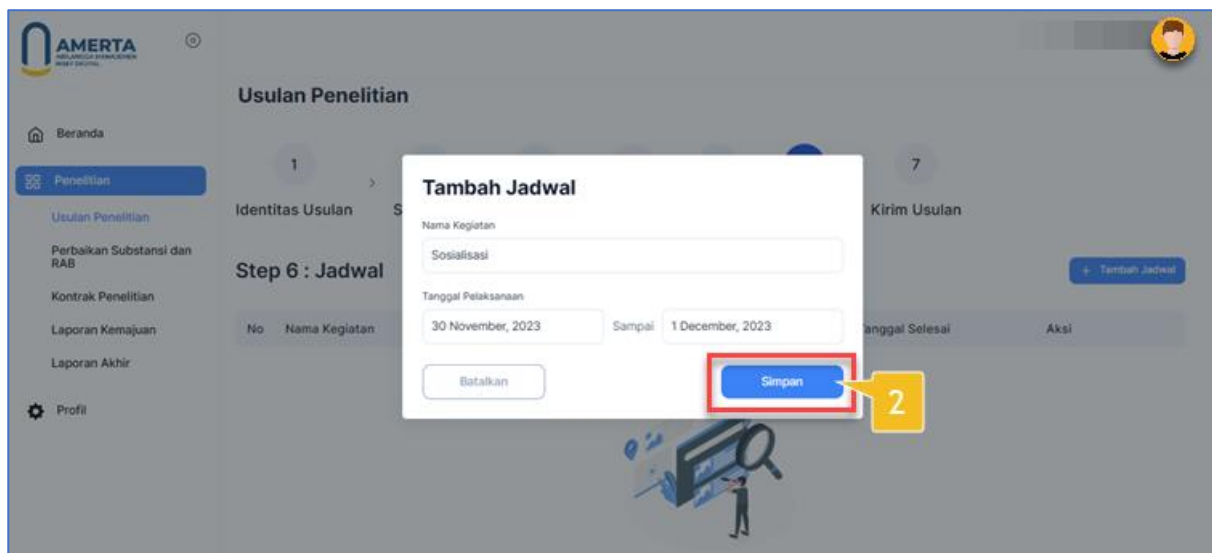 AMERTA
Usulan Penelitian
Beranda
1
7
Penelitian
Identitas Usulan
S
Kirim Usulan
Usulan Penelitian
Perbaikan Substansi dan
RAB
Kontrak Penelitian
Laporan Kemajuan
Laporan Akhir
Profil
Step 6 : Jadwal
+ Tambah Jadwal
No Nama Kegiatan
anggal Selesai
Aksi
Tambah Jadwal
Nama Kegiatan
Sosialisasi
Tanggal Pelaksanaan
30 November, 2023 Sampai 1 December, 2023
Batalkan
Simpan
2